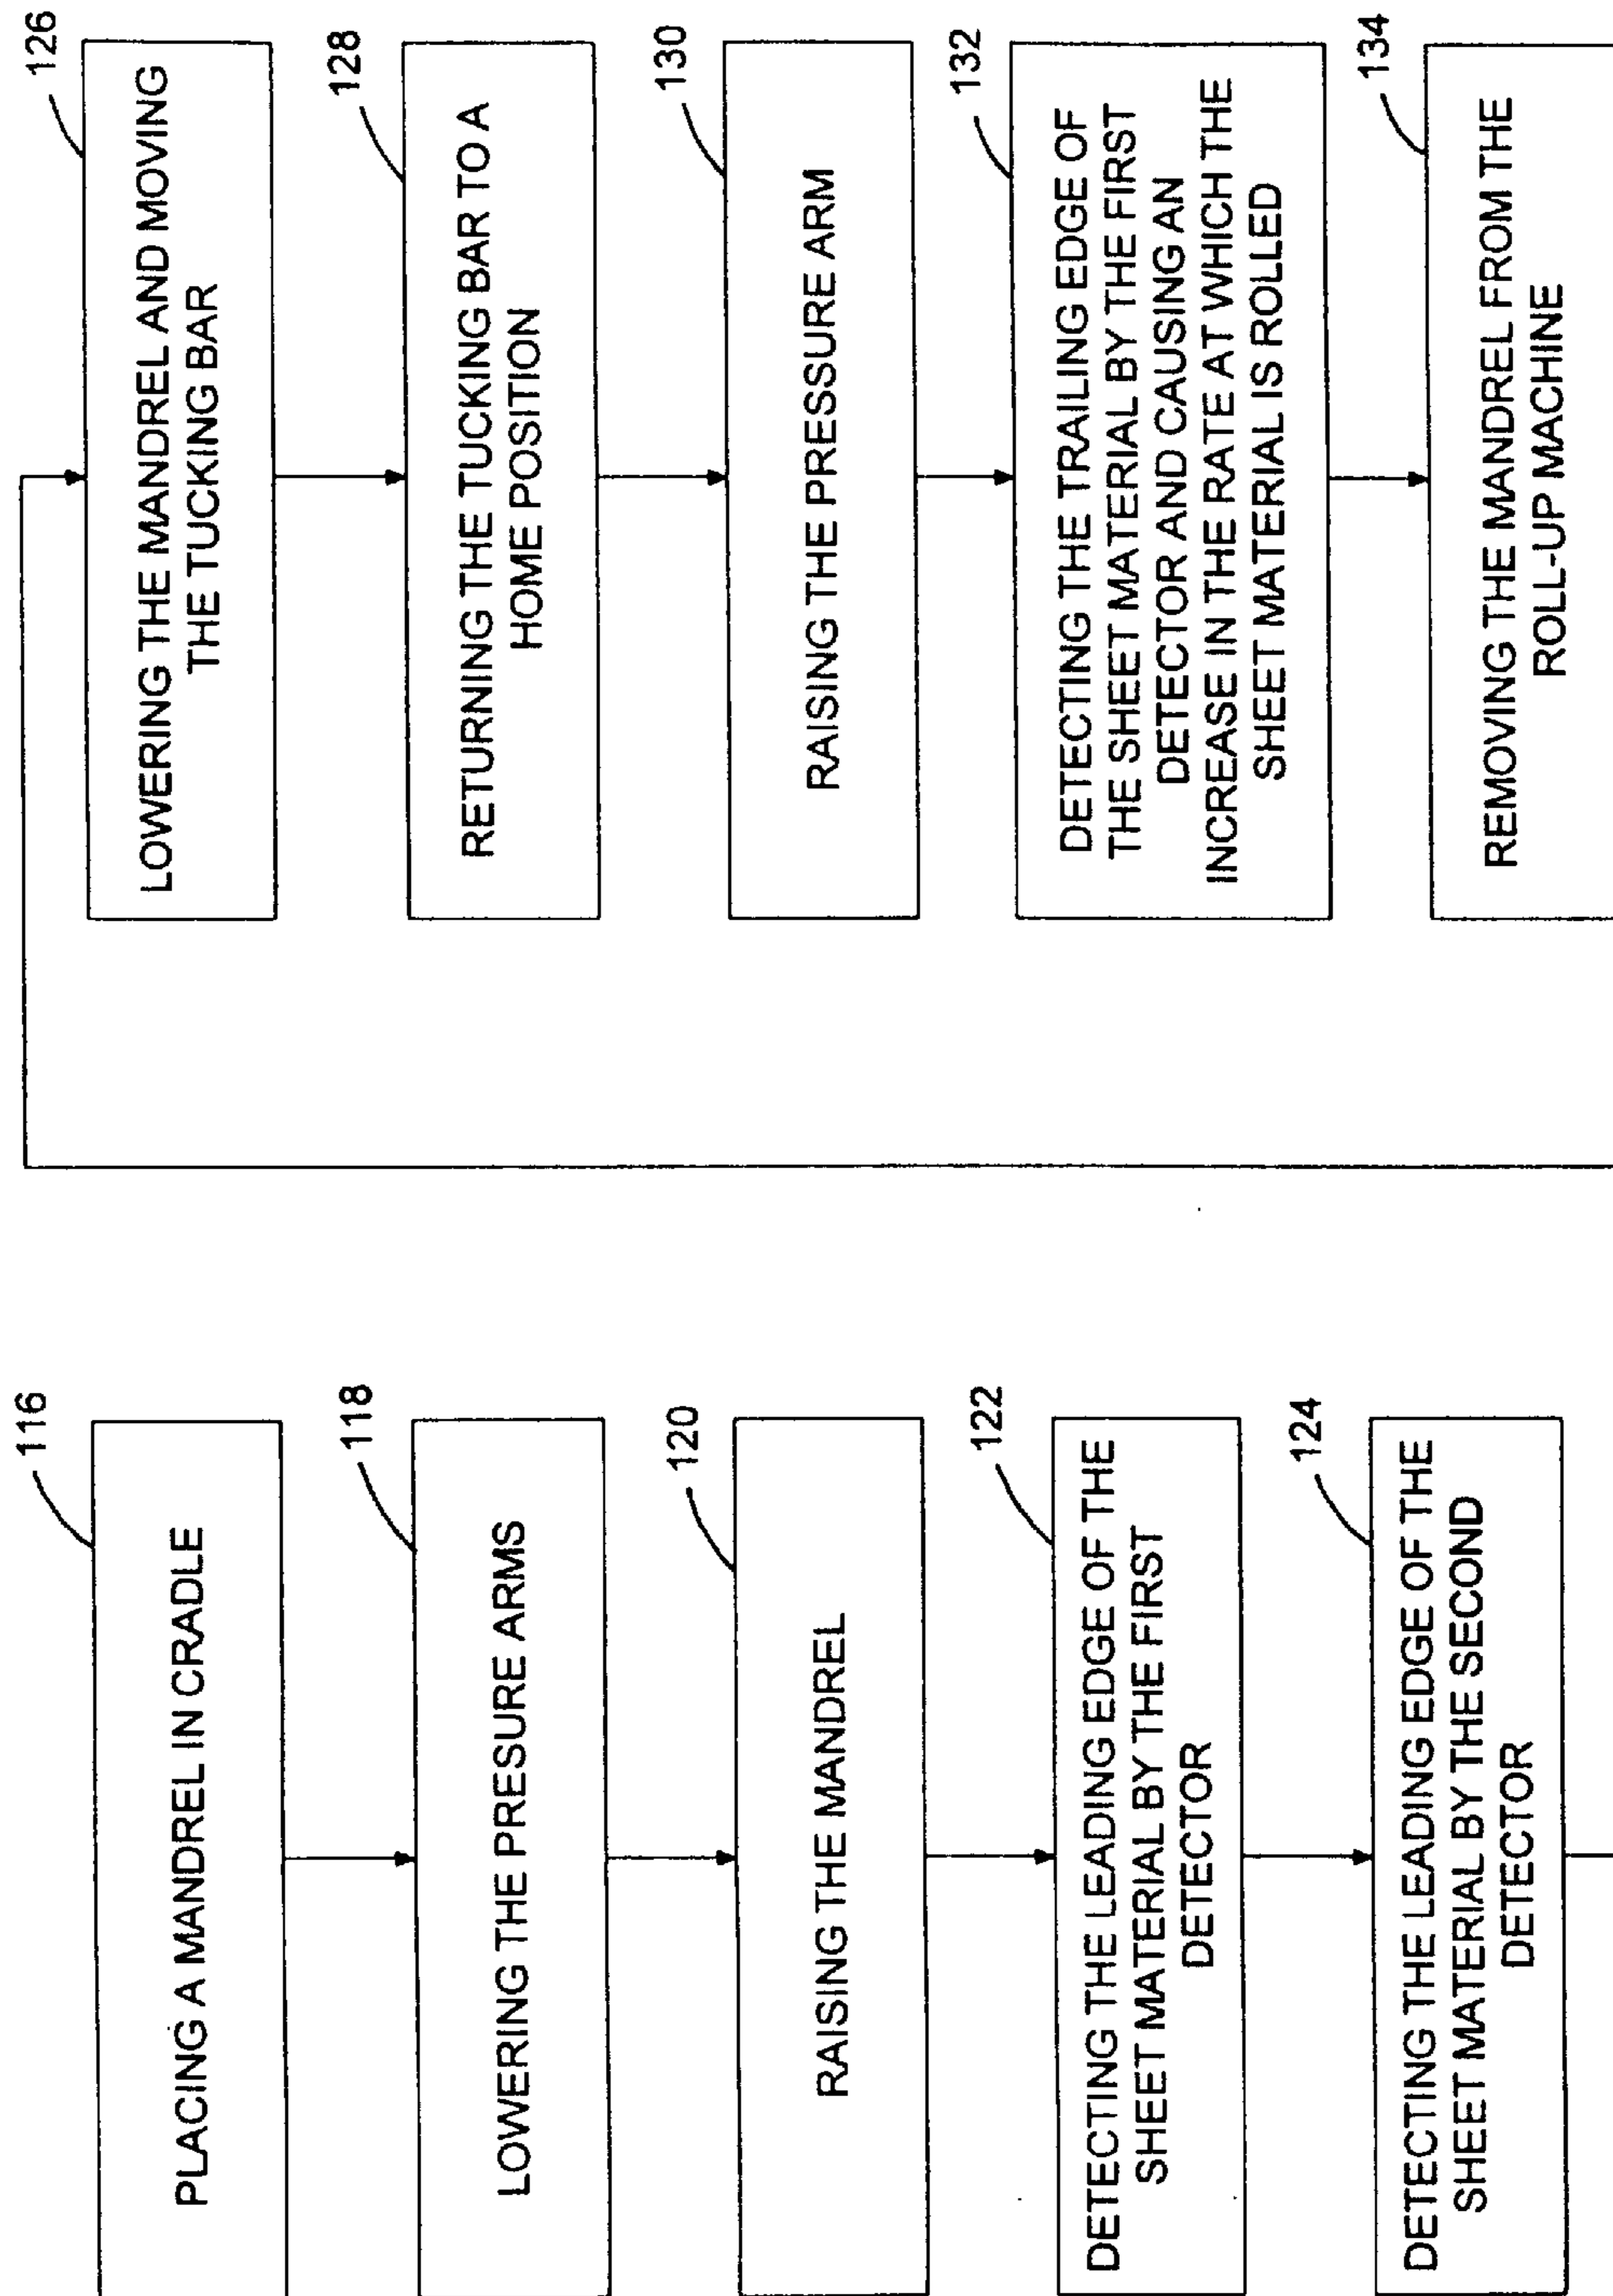 116
PLACING A MANDREL IN CRADLE
118
LOWERING THE PRESSURE ARMS
120
RAISING THE MANDREL
122
DETECTING THE LEADING EDGE OF THE
SHEET MATERIAL BY THE FIRST
DETECTOR
124
DETECTING THE LEADING EDGE OF THE
SHEET MATERIAL BY THE SECOND
DETECTOR
126
LOWERING THE MANDREL AND MOVING
THE TUCKING BAR
128
RETURNING THE TUCKING BAR TO A
HOME POSITION
130
RAISING THE PRESSURE ARM
132
DETECTING THE TRAILING EDGE OF
THE SHEET MATERIAL BY THE FIRST
DETECTOR AND CAUSING AN
INCREASE IN THE RATE AT WHICH THE
SHEET MATERIAL IS ROLLED
134
REMOVING THE MANDREL FROM THE
ROLL-UP MACHINE